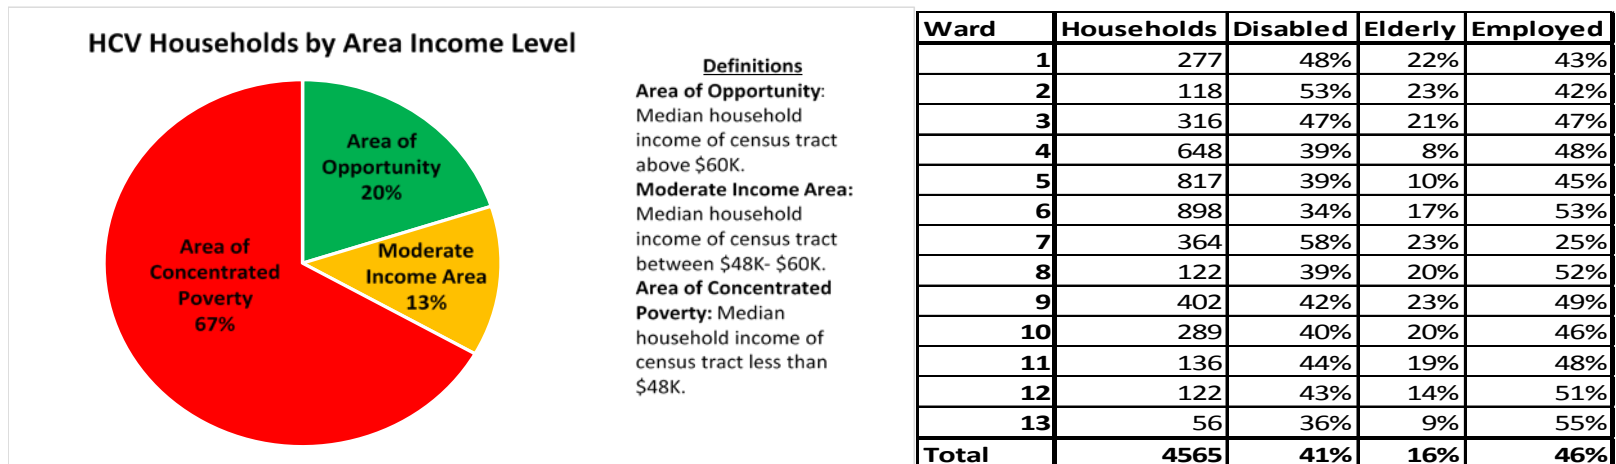 HCV Households by Area Income Level
Area of
Opportunity
20%
Moderate
Income Area
13%
Area of
Concentrated
Poverty
67%
Definitions
Area of Opportunity:
Median household
income of census tract
above $60K.
Moderate Income Area:
Median household
income of census tract
between $48K- $60K.
Area of Concentrated
Poverty: Median
household income of
census tract less than
$48K.
Ward Households Disabled Elderly Employed
1 277 48% 22% 43%
2 118 53% 23% 42%
3 316 47% 21% 47%
4 648 39% 8% 48%
5 817 39% 10% 45%
6 898 34% 17% 53%
7 364 58% 23% 25%
8 122 39% 20% 52%
9 402 42% 23% 49%
10 289 40% 20% 46%
11 136 44% 19% 48%
12 122 43% 14% 51%
13 56 36% 9% 55%
Total 4565 41% 16% 46%